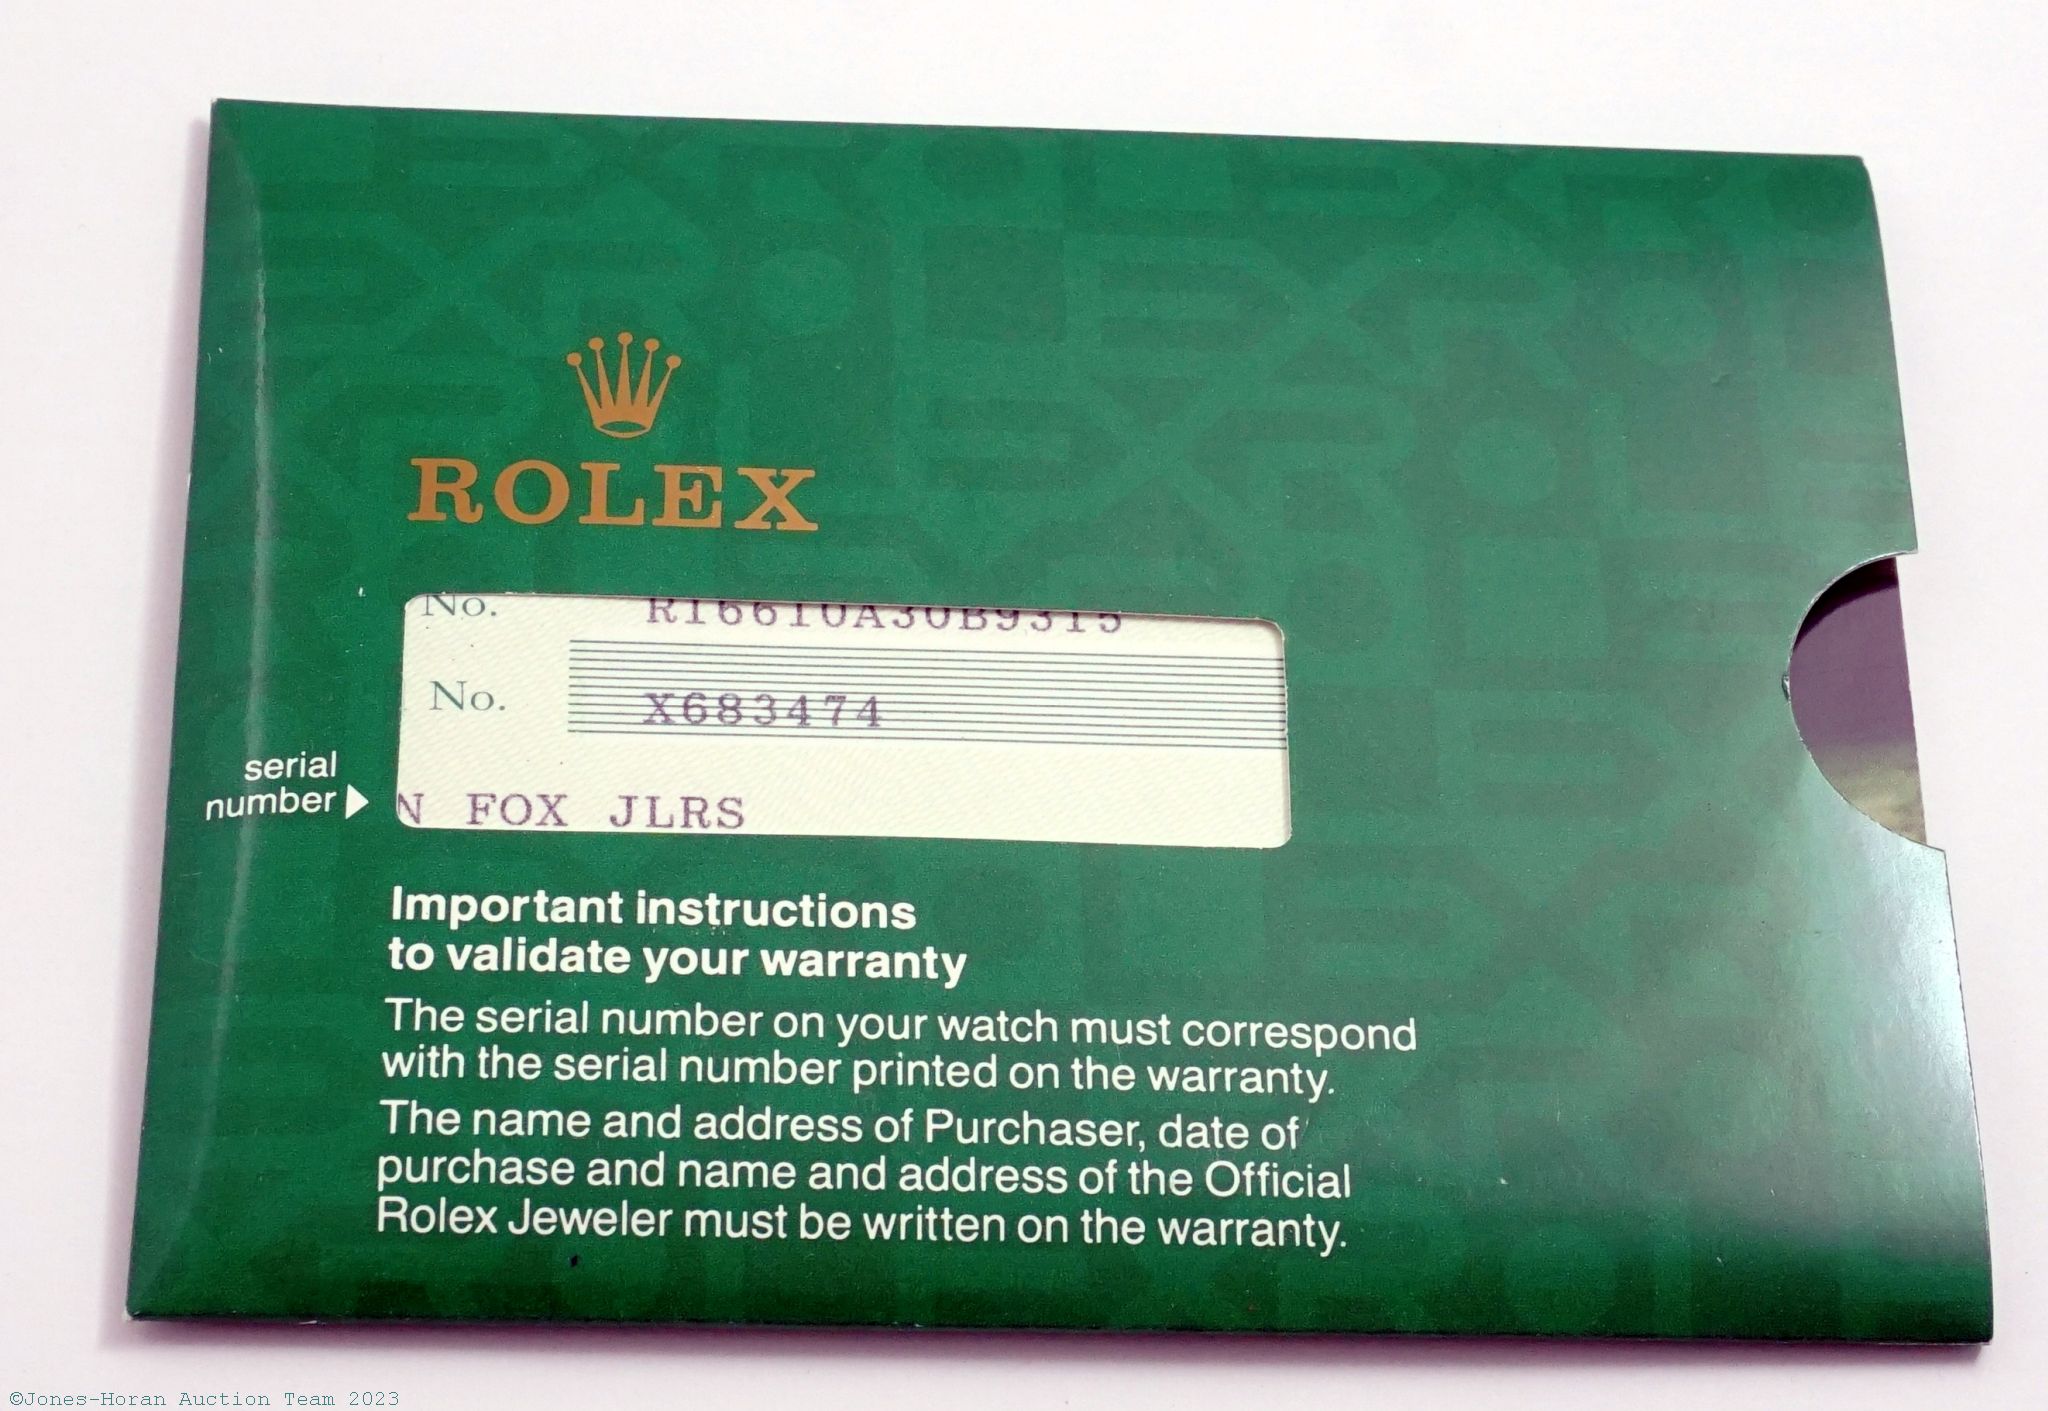 ROLEX
No. R16610A30B9315
No. X683474
serial
number
N FOX JLRS
Important instructions
to validate your warranty
The serial number on your watch must correspond
with the serial number printed on the warranty.
The name and address of Purchaser, date of
purchase and name and address of the Official
Rolex Jeweler must be written on the warranty.
©Jones-Horan Auction Team 2023